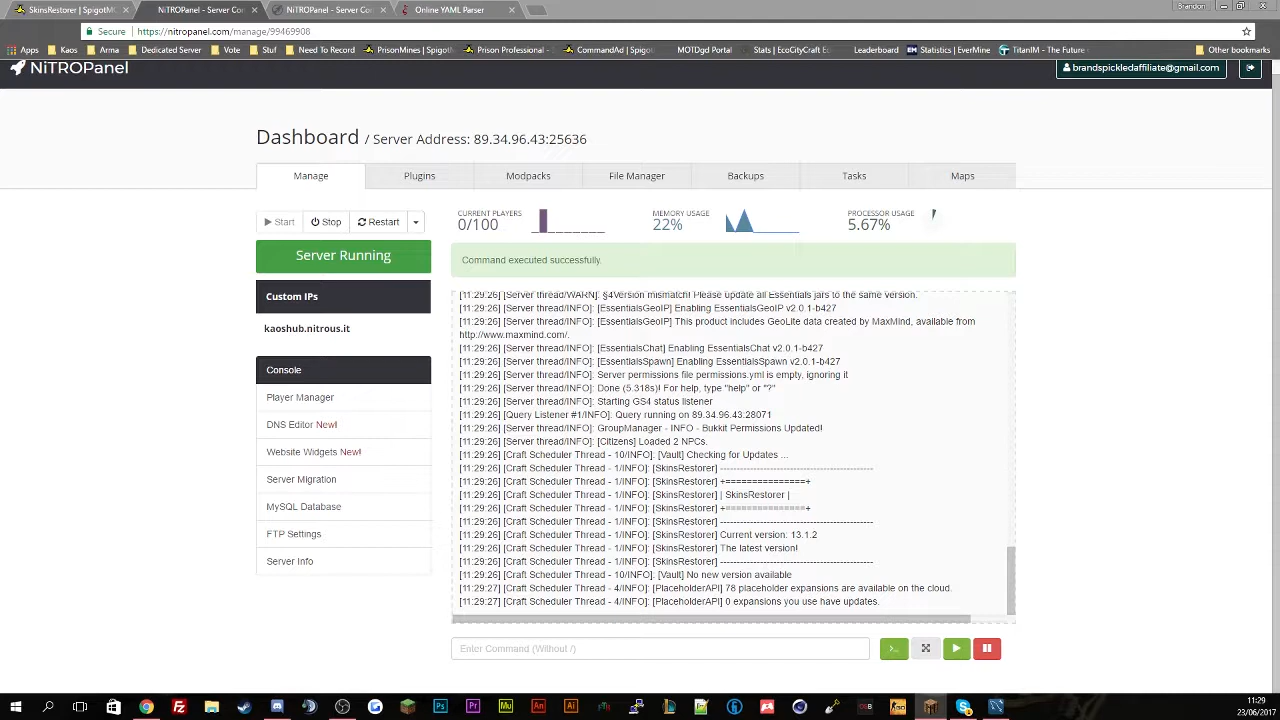 SkinsRestorer | SpigotMC
NiTROPanel - Server Con
NiTROPanel - Server Con
Online YAML Parser
Brandon
Secure https://nitropanel.com/manage/99469908
Apps Kaos Arma Dedicated Server Vote Stuf Need To Record PrisonMines | SpigotM Prison Professional - CommandAd | Spigot MOTDgd Portal Stats | EcoCityCraft E Leaderboard Statistics | EverMine TitanIM - The Future Other bookmarks
NiTROPanel
brandspickledaffiliate@gmail.com
Dashboard / Server Address: 89.34.96.43:25636
Manage Plugins Modpacks File Manager Backups Tasks Maps
Start Stop Restart
CURRENT PLAYERS
0/100
MEMORY USAGE
22%
PROCESSOR USAGE
5.67%
Server Running
Command executed successfully.
Custom IPs
kaoshub.nitrous.it
Console
Player Manager
DNS Editor New!
Website Widgets New!
Server Migration
MySQL Database
FTP Settings
Server Info
[11:29:26] [Server thread/WARN]: §4Version mismatch! Please update all Essentials jars to the same version.
[11:29:26] [Server thread/INFO]: [EssentialsGeoIP] Enabling EssentialsGeoIP v2.0.1-b427
[11:29:26] [Server thread/INFO]: [EssentialsGeoIP] This product includes GeoLite data created by MaxMind, available from
http://www.maxmind.com/.
[11:29:26] [Server thread/INFO]: [EssentialsChat] Enabling EssentialsChat v2.0.1-b427
[11:29:26] [Server thread/INFO]: [EssentialsSpawn] Enabling EssentialsSpawn v2.0.1-b427
[11:29:26] [Server thread/INFO]: Server permissions file permissions.yml is empty, ignoring it
[11:29:26] [Server thread/INFO]: Done (5.318s)! For help, type "help" or "?"
[11:29:26] [Server thread/INFO]: Starting GS4 status listener
[11:29:26] [Query Listener #1/INFO]: Query running on 89.34.96.43:28071
[11:29:26] [Server thread/INFO]: GroupManager - INFO - Bukkit Permissions Updated!
[11:29:26] [Server thread/INFO]: [Citizens] Loaded 2 NPCs.
[11:29:26] [Craft Scheduler Thread - 10/INFO]: [Vault] Checking for Updates ...
[11:29:26] [Craft Scheduler Thread - 1/INFO]: [SkinsRestorer] ----------------------------------------------
[11:29:26] [Craft Scheduler Thread - 1/INFO]: [SkinsRestorer] +===============+
[11:29:26] [Craft Scheduler Thread - 1/INFO]: [SkinsRestorer] | SkinsRestorer |
[11:29:26] [Craft Scheduler Thread - 1/INFO]: [SkinsRestorer] +===============+
[11:29:26] [Craft Scheduler Thread - 1/INFO]: [SkinsRestorer] ----------------------------------------------
[11:29:26] [Craft Scheduler Thread - 1/INFO]: [SkinsRestorer] Current version: 13.1.2
[11:29:26] [Craft Scheduler Thread - 1/INFO]: [SkinsRestorer] The latest version!
[11:29:26] [Craft Scheduler Thread - 1/INFO]: [SkinsRestorer] ----------------------------------------------
[11:29:26] [Craft Scheduler Thread - 10/INFO]: [Vault] No new version available
[11:29:27] [Craft Scheduler Thread - 4/INFO]: [PlaceholderAPI] 78 placeholder expansions are available on the cloud.
[11:29:27] [Craft Scheduler Thread - 4/INFO]: [PlaceholderAPI] 0 expansions you use have updates.
Enter Command (Without /)
11:29
23/06/2017